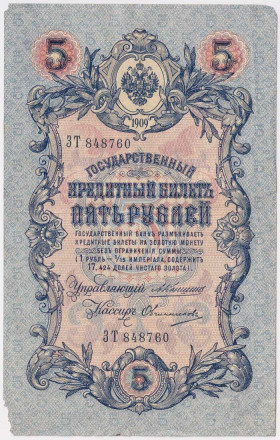 5 5
1909
ЗТ 848760
ГОСУДАРСТВЕННЫЙ
КРЕДИТНЫЙ БИЛЕТЪ
ПЯТЬ РУБЛЕЙ
ГОСУДАРСТВЕННЫЙ БАНКЪ РАЗМѢНИВАЕТЪ
КРЕДИТНЫЕ БИЛЕТЫ НА ЗОЛОТУЮ МОНЕТУ
БЕЗЪ ОГРАНИЧЕНІЯ СУММЫ
(1 РУБЛЬ = 1/15 ИМПЕРІАЛА, СОДЕРЖИТЪ
17,424 ДОЛЕЙ ЧИСТАГО ЗОЛОТА).
Управляющій
Кассиръ
ЗТ 848760
5